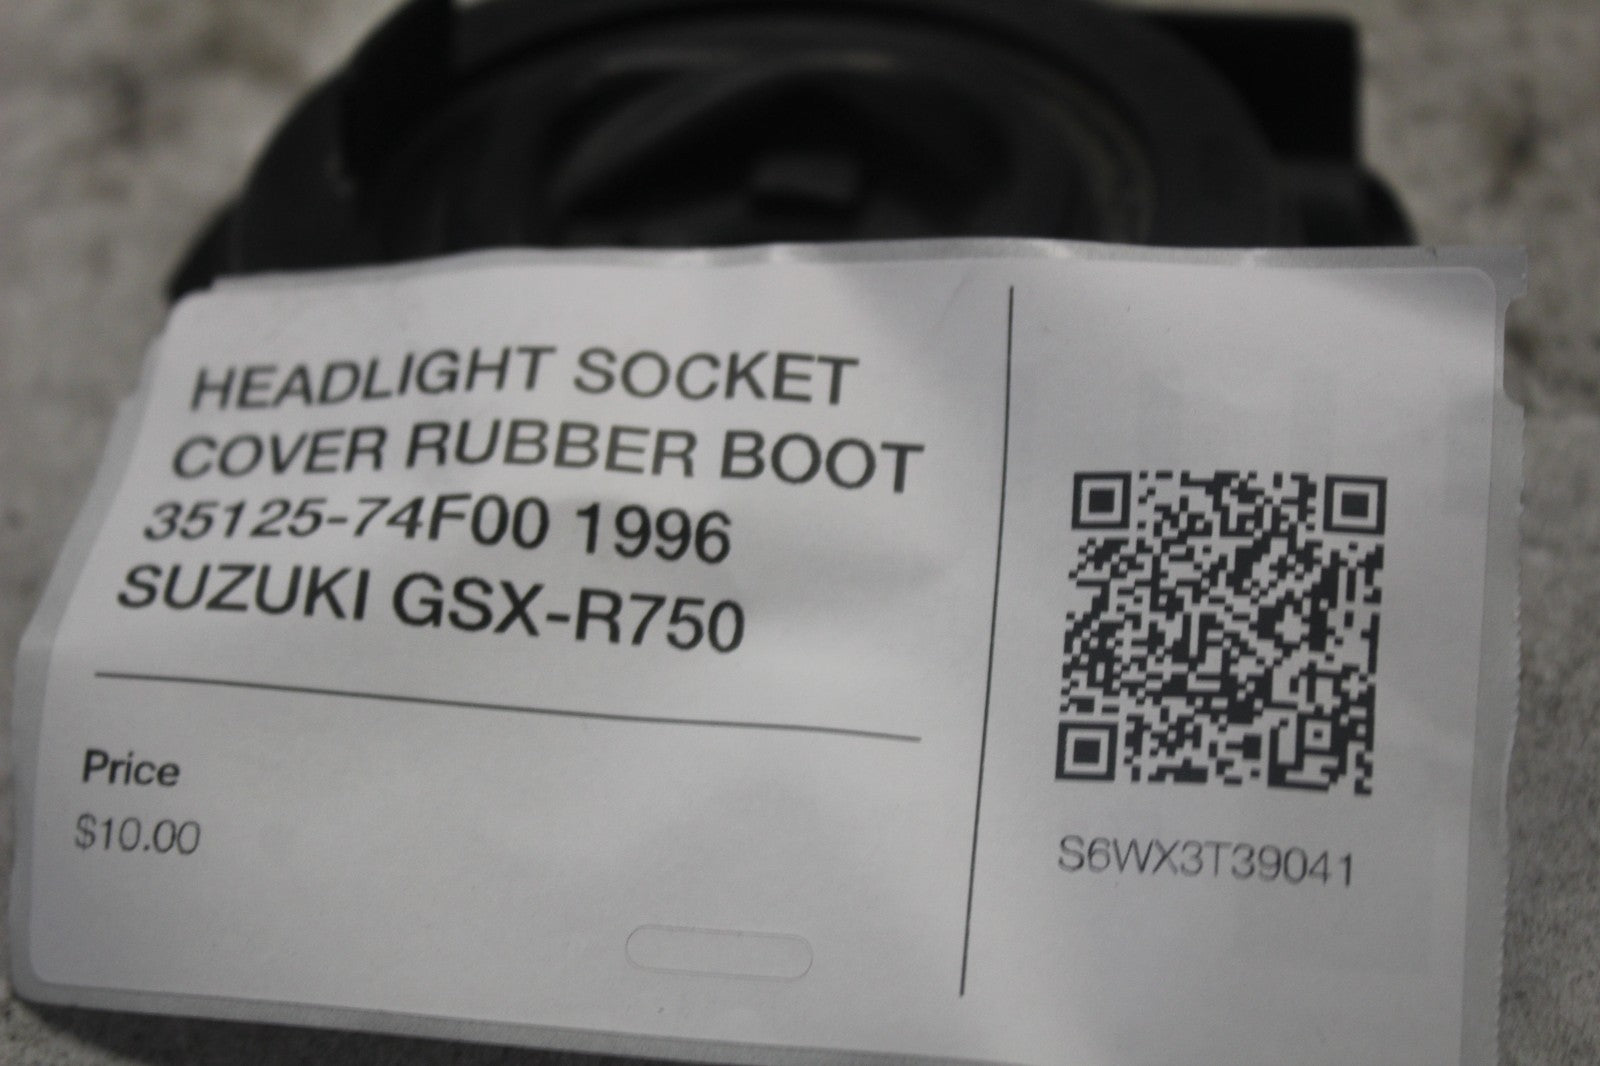 HEADLIGHT SOCKET
COVER RUBBER BOOT
35125-74F00 1996
SUZUKI GSX-R750
Price
$10.00
S6WX3T39041